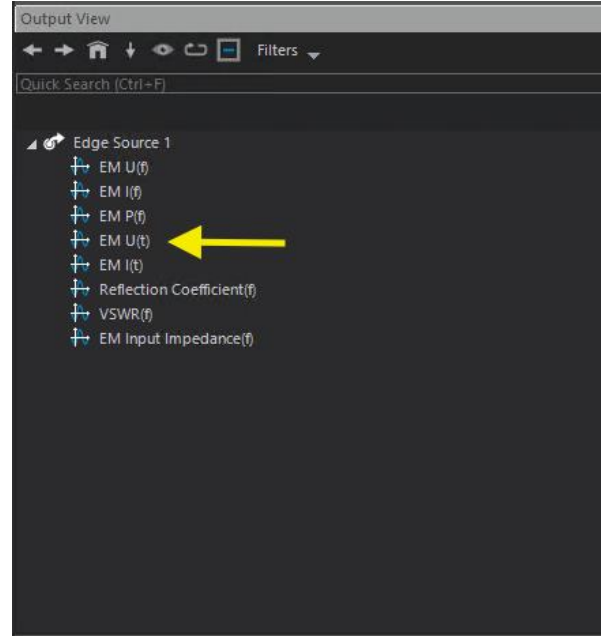 Output View
Filters
Quick Search (Ctrl+F)
Edge Source 1
EM U(f)
EM I(f)
EM P(f)
EM U(t)
EM I(t)
Reflection Coefficient(f)
VSWR(f)
EM Input Impedance(f)